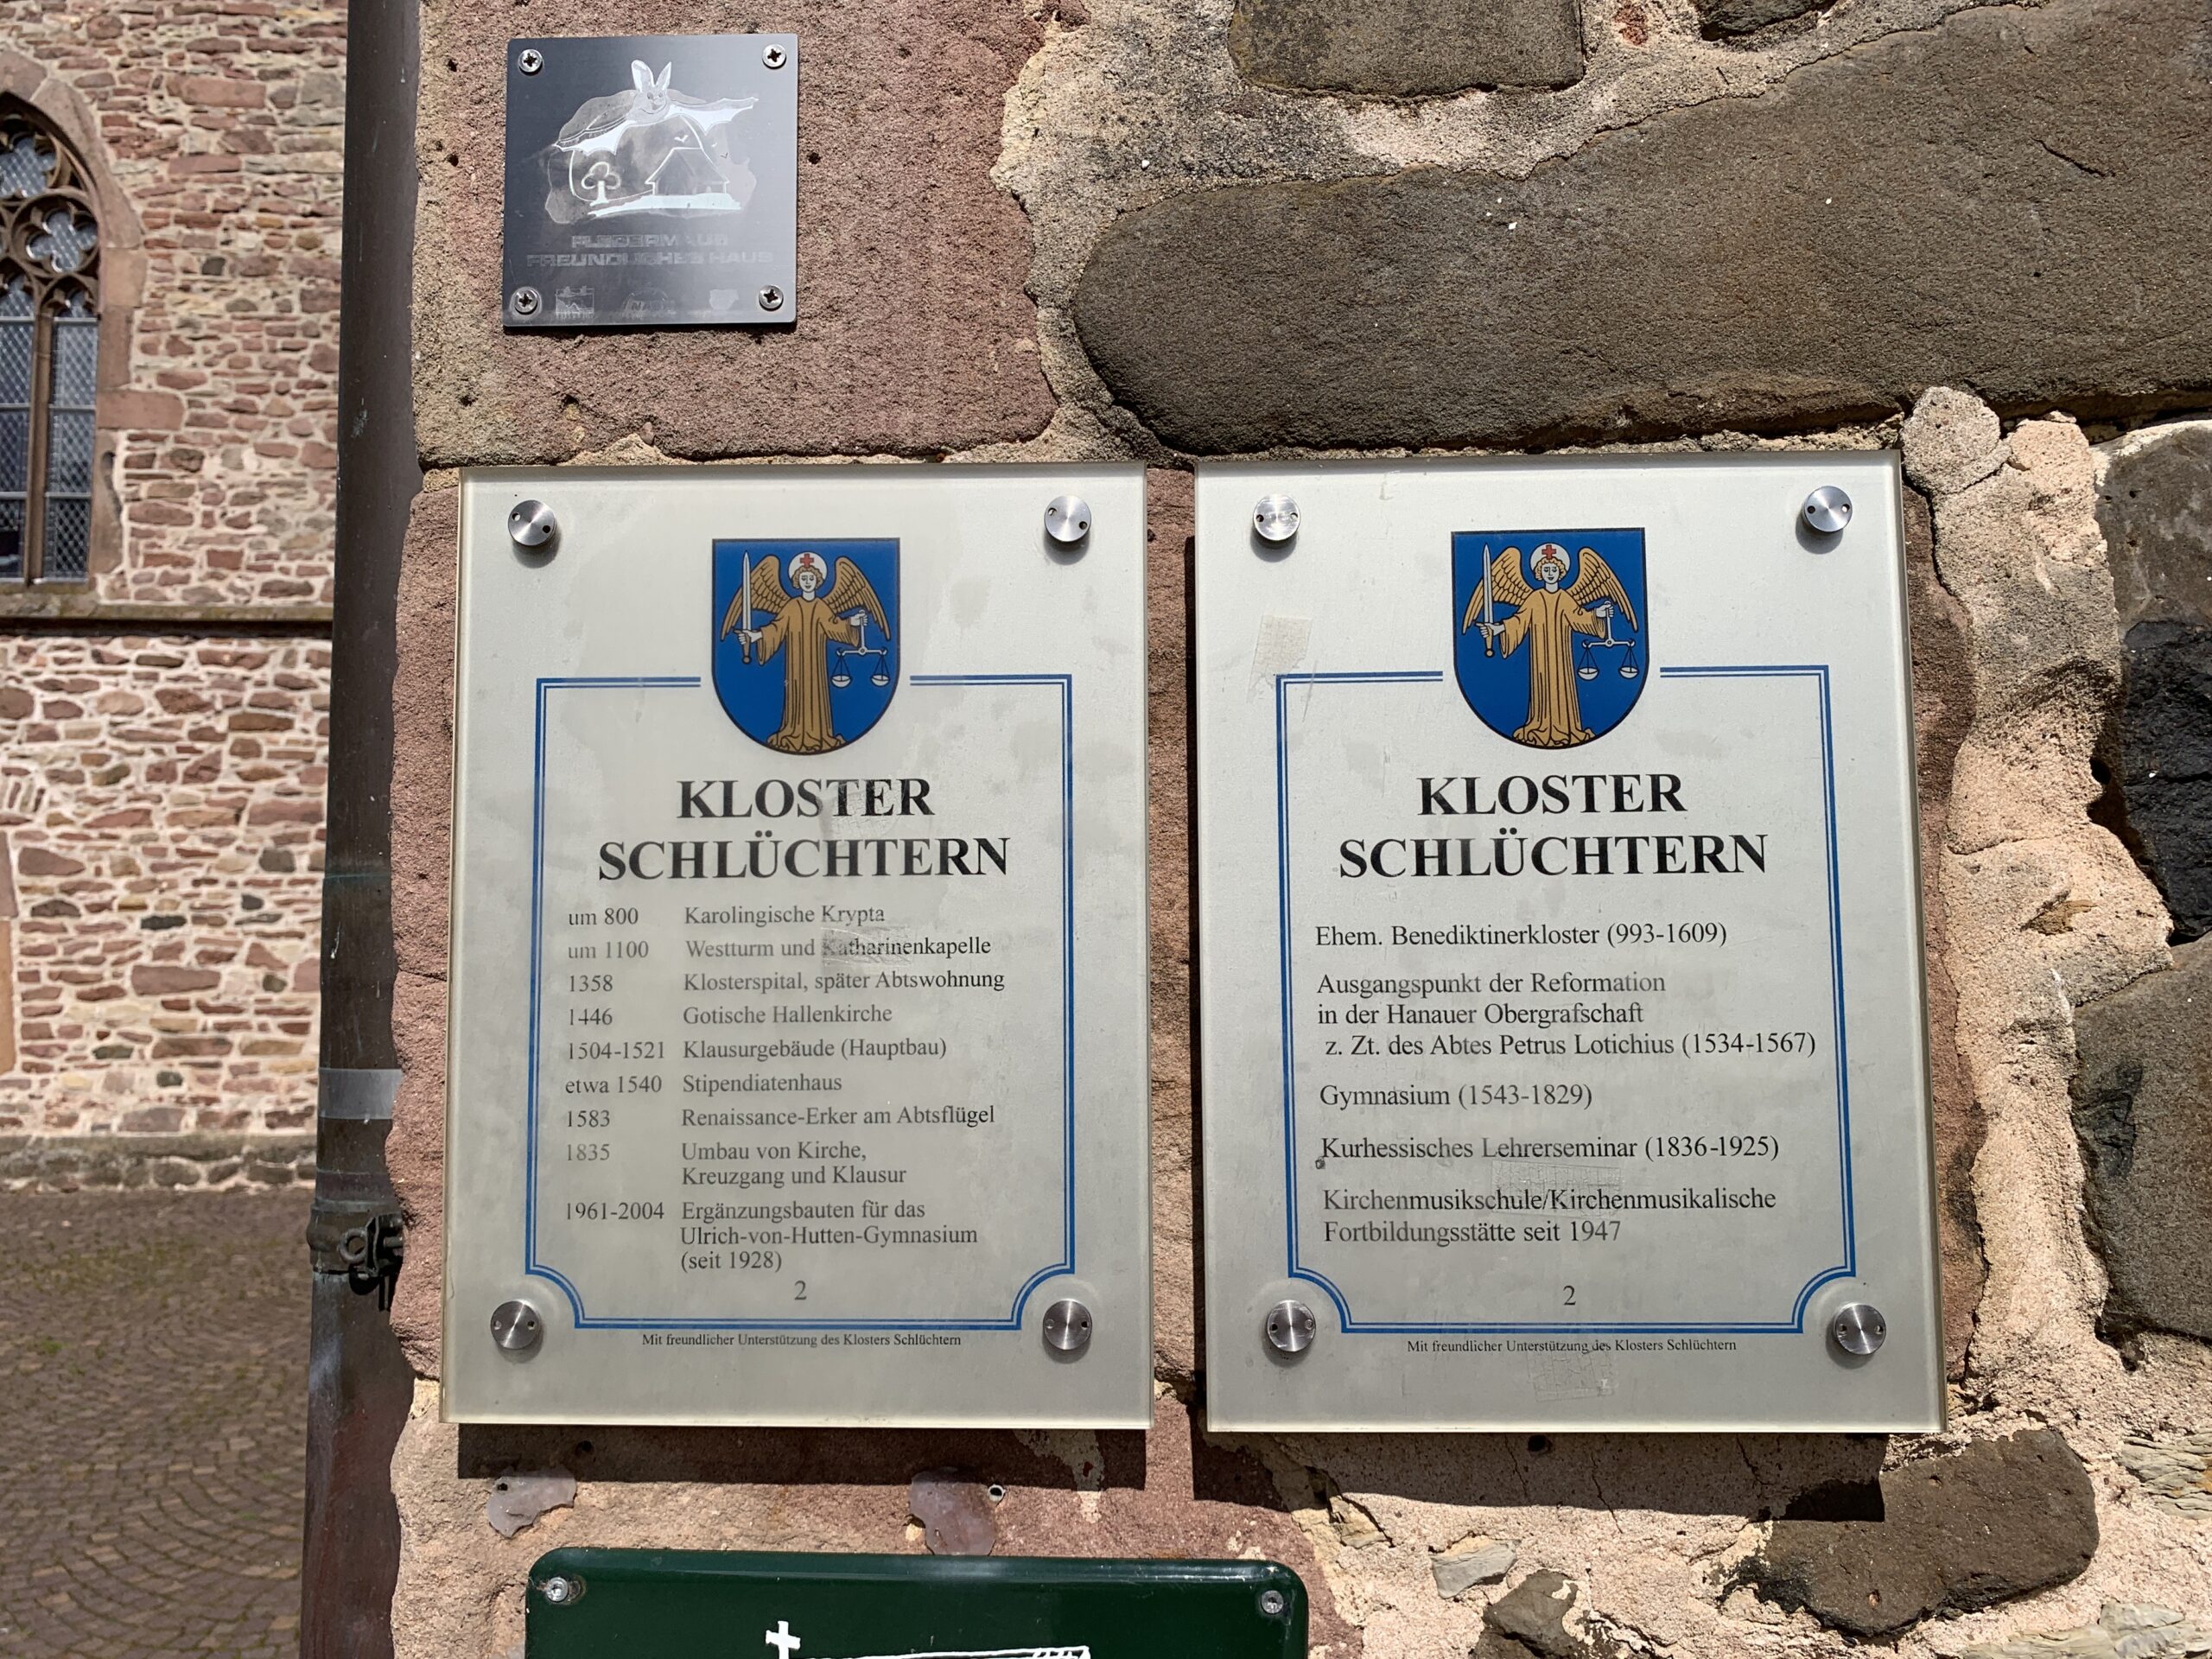 FLEDERMAUS
FREUNDLICHES HAUS
KLOSTER
SCHLÜCHTERN
um 800 Karolingische Krypta
um 1100 Westturm und Katharinenkapelle
1358 Klosterspital, später Abtswohnung
1446 Gotische Hallenkirche
1504-1521 Klausurgebäude (Hauptbau)
etwa 1540 Stipendiatenhaus
1583 Renaissance-Erker am Abtsflügel
1835 Umbau von Kirche,
Kreuzgang und Klausur
1961-2004 Ergänzungsbauten für das
Ulrich-von-Hutten-Gymnasium
(seit 1928)
2
Mit freundlicher Unterstützung des Klosters Schlüchtern
KLOSTER
SCHLÜCHTERN
Ehem. Benediktinerkloster (993-1609)
Ausgangspunkt der Reformation
in der Hanauer Obergrafschaft
z. Zt. des Abtes Petrus Lotichius (1534-1567)
Gymnasium (1543-1829)
Kurhessisches Lehrerseminar (1836-1925)
Kirchenmusikschule/Kirchenmusikalische
Fortbildungsstätte seit 1947
2
Mit freundlicher Unterstützung des Klosters Schlüchtern